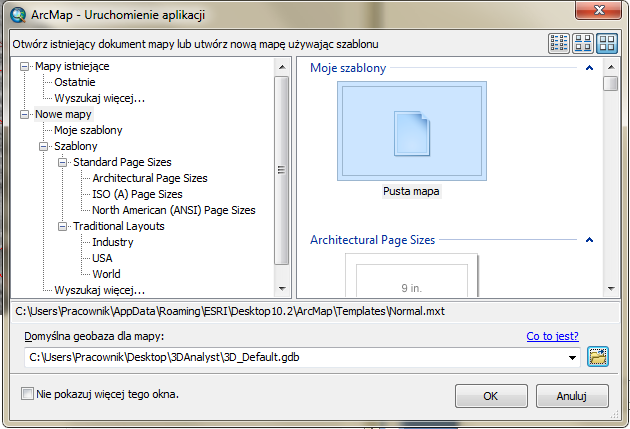 ArcMap - Uruchomienie aplikacji
Otwórz istniejący dokument mapy lub utwórz nową mapę używając szablonu
Mapy istniejące
Ostatnie
Wyszukaj więcej...
Nowe mapy
Moje szablony
Szablony
Standard Page Sizes
Architectural Page Sizes
ISO (A) Page Sizes
North American (ANSI) Page Sizes
Traditional Layouts
Industry
USA
World
Wyszukaj więcej...
Moje szablony
Pusta mapa
Architectural Page Sizes
9 in.
C:\Users\Pracownik\AppData\Roaming\ESRI\Desktop10.2\ArcMap\Templates\Normal.mxt
Domyślna geobaza dla mapy:
Co to jest?
C:\Users\Pracownik\Desktop\3DAnalyst\3D_Default.gdb
Nie pokazuj więcej tego okna.
OK
Anuluj